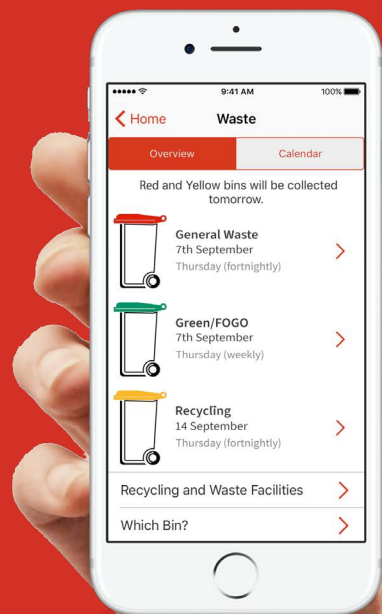 9:41 AM
100%
Home
Waste
Overview
Calendar
Red and Yellow bins will be collected
tomorrow.
General Waste
7th September
Thursday (fortnightly)
Green/FOGO
7th September
Thursday (weekly)
Recyclīng
14 September
Thursday (fortnightly)
Recycling and Waste Facilities
Which Bin?